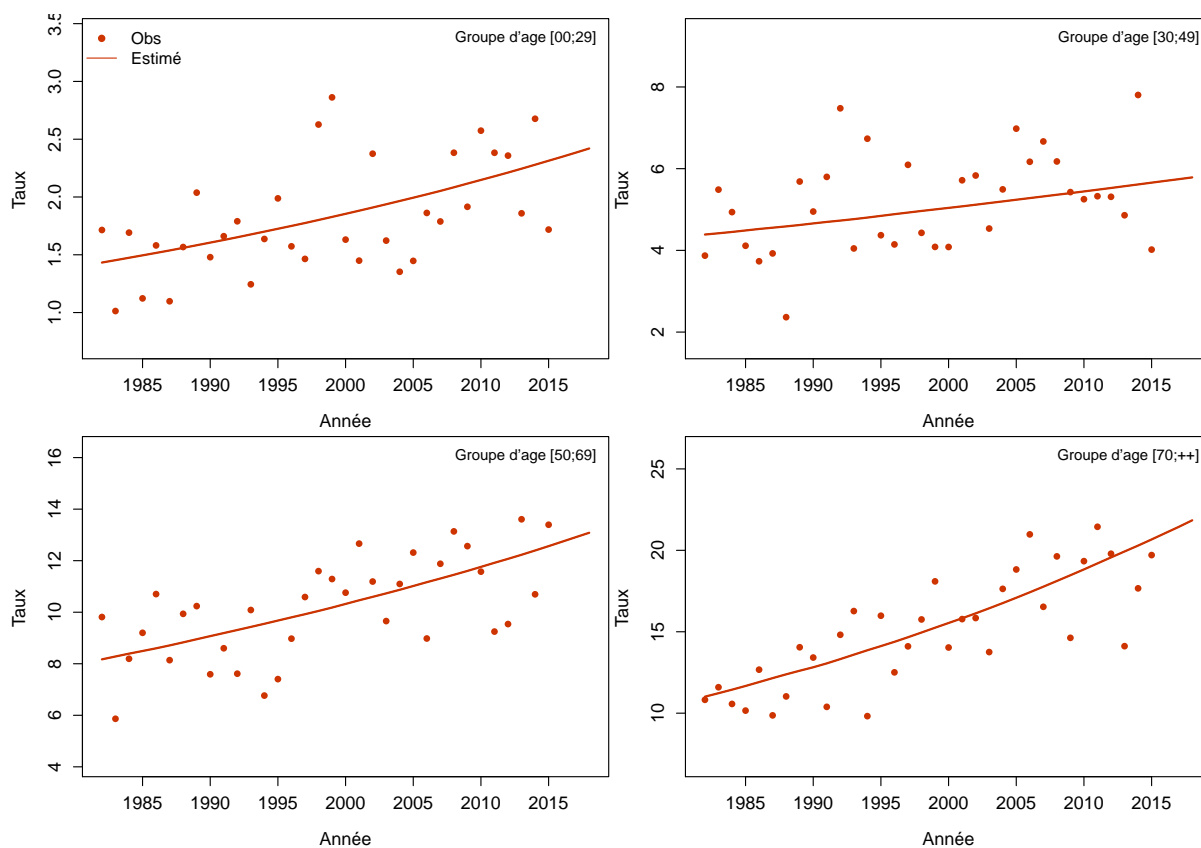 Groupe d'age [00;29]
Obs
Estimé
Taux
1.0 1.5 2.0 2.5 3.0 3.5
1985 1990 1995 2000 2005 2010 2015
Année
Groupe d'age [30;49]
Taux
2 4 6 8
1985 1990 1995 2000 2005 2010 2015
Année
Groupe d'age [50;69]
Taux
4 6 8 10 12 14 16
1985 1990 1995 2000 2005 2010 2015
Année
Groupe d'age [70;++]
Taux
10 15 20 25
1985 1990 1995 2000 2005 2010 2015
Année